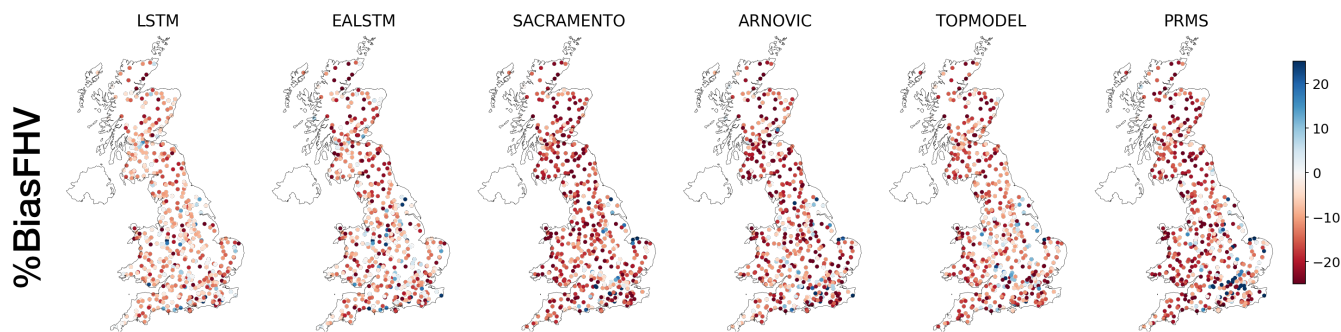 LSTM
EALSTM
SACRAMENTO
ARNOVIC
TOPMODEL
PRMS
%BiasFHV
20
10
0
−10
−20